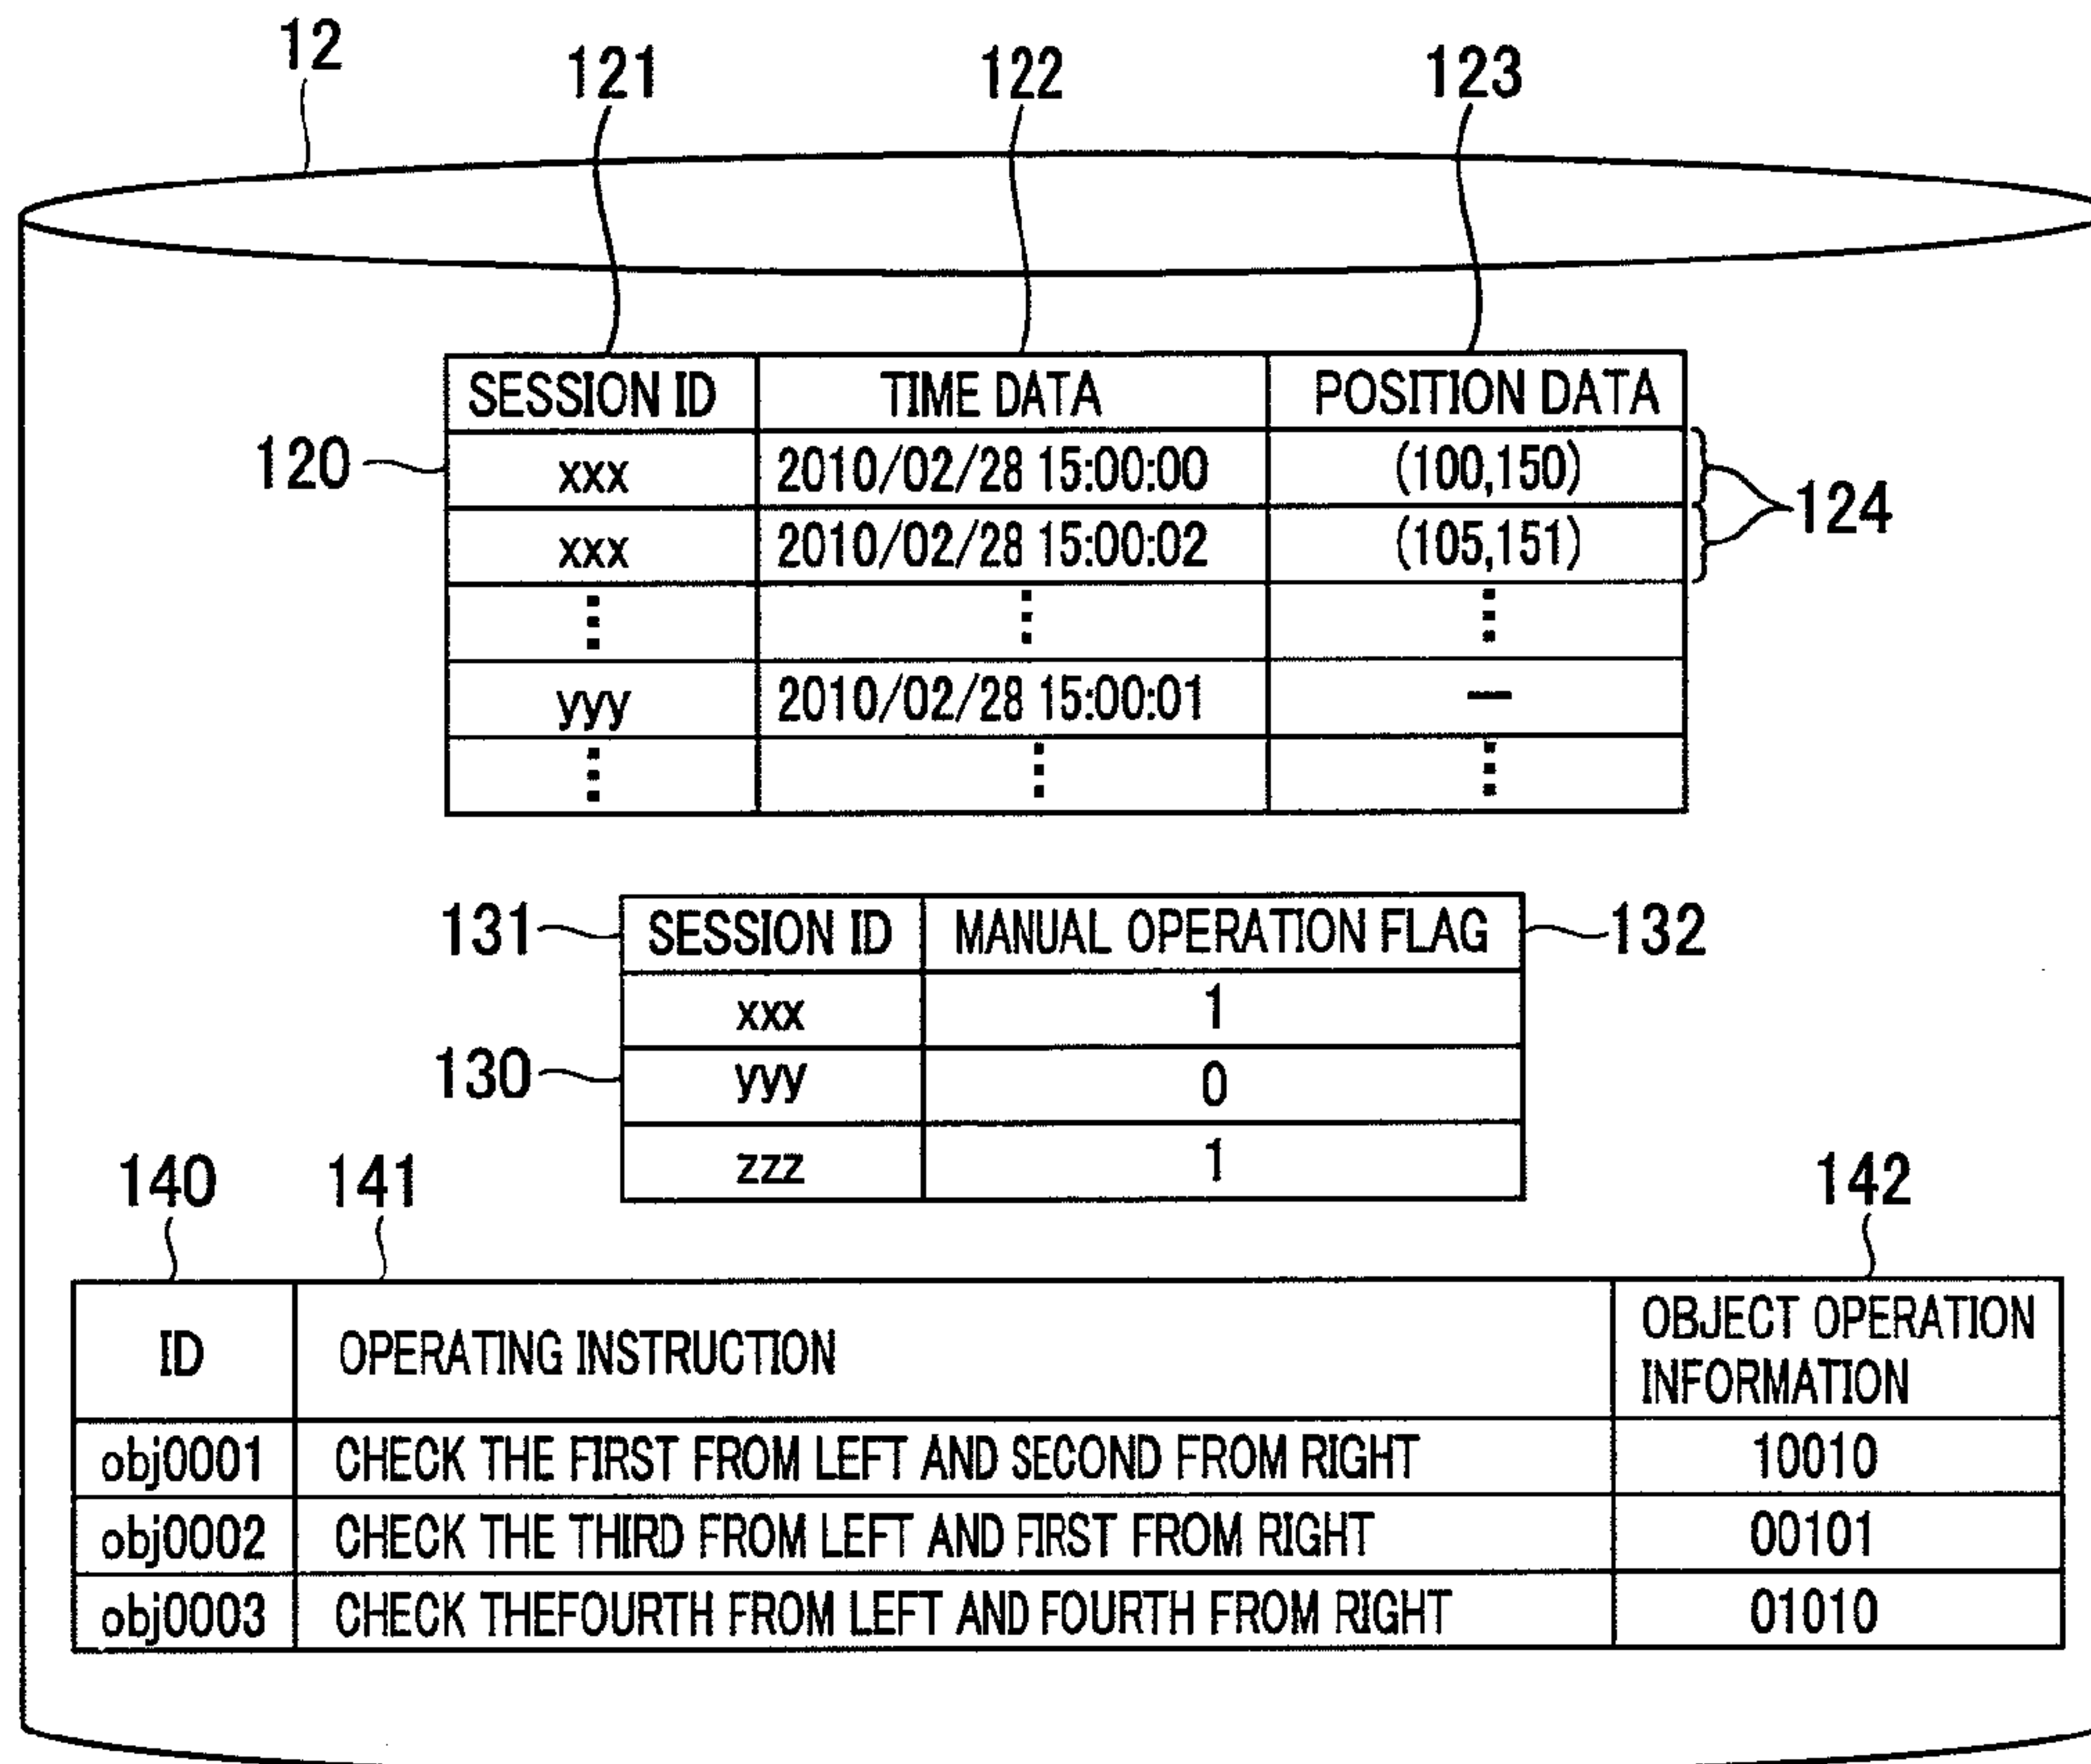 12
121 122 123
SESSION ID TIME DATA POSITION DATA
120 xxx 2010/02/28 15:00:00 (100,150)
124
xxx 2010/02/28 15:00:02 (105,151)
yyy 2010/02/28 15:00:01 —
131 SESSION ID MANUAL OPERATION FLAG 132
xxx 1
130 yyy 0
zzz 1
140 141 142
ID OPERATING INSTRUCTION OBJECT OPERATION
INFORMATION
obj0001 CHECK THE FIRST FROM LEFT AND SECOND FROM RIGHT 10010
obj0002 CHECK THE THIRD FROM LEFT AND FIRST FROM RIGHT 00101
obj0003 CHECK THEFOURTH FROM LEFT AND FOURTH FROM RIGHT 01010